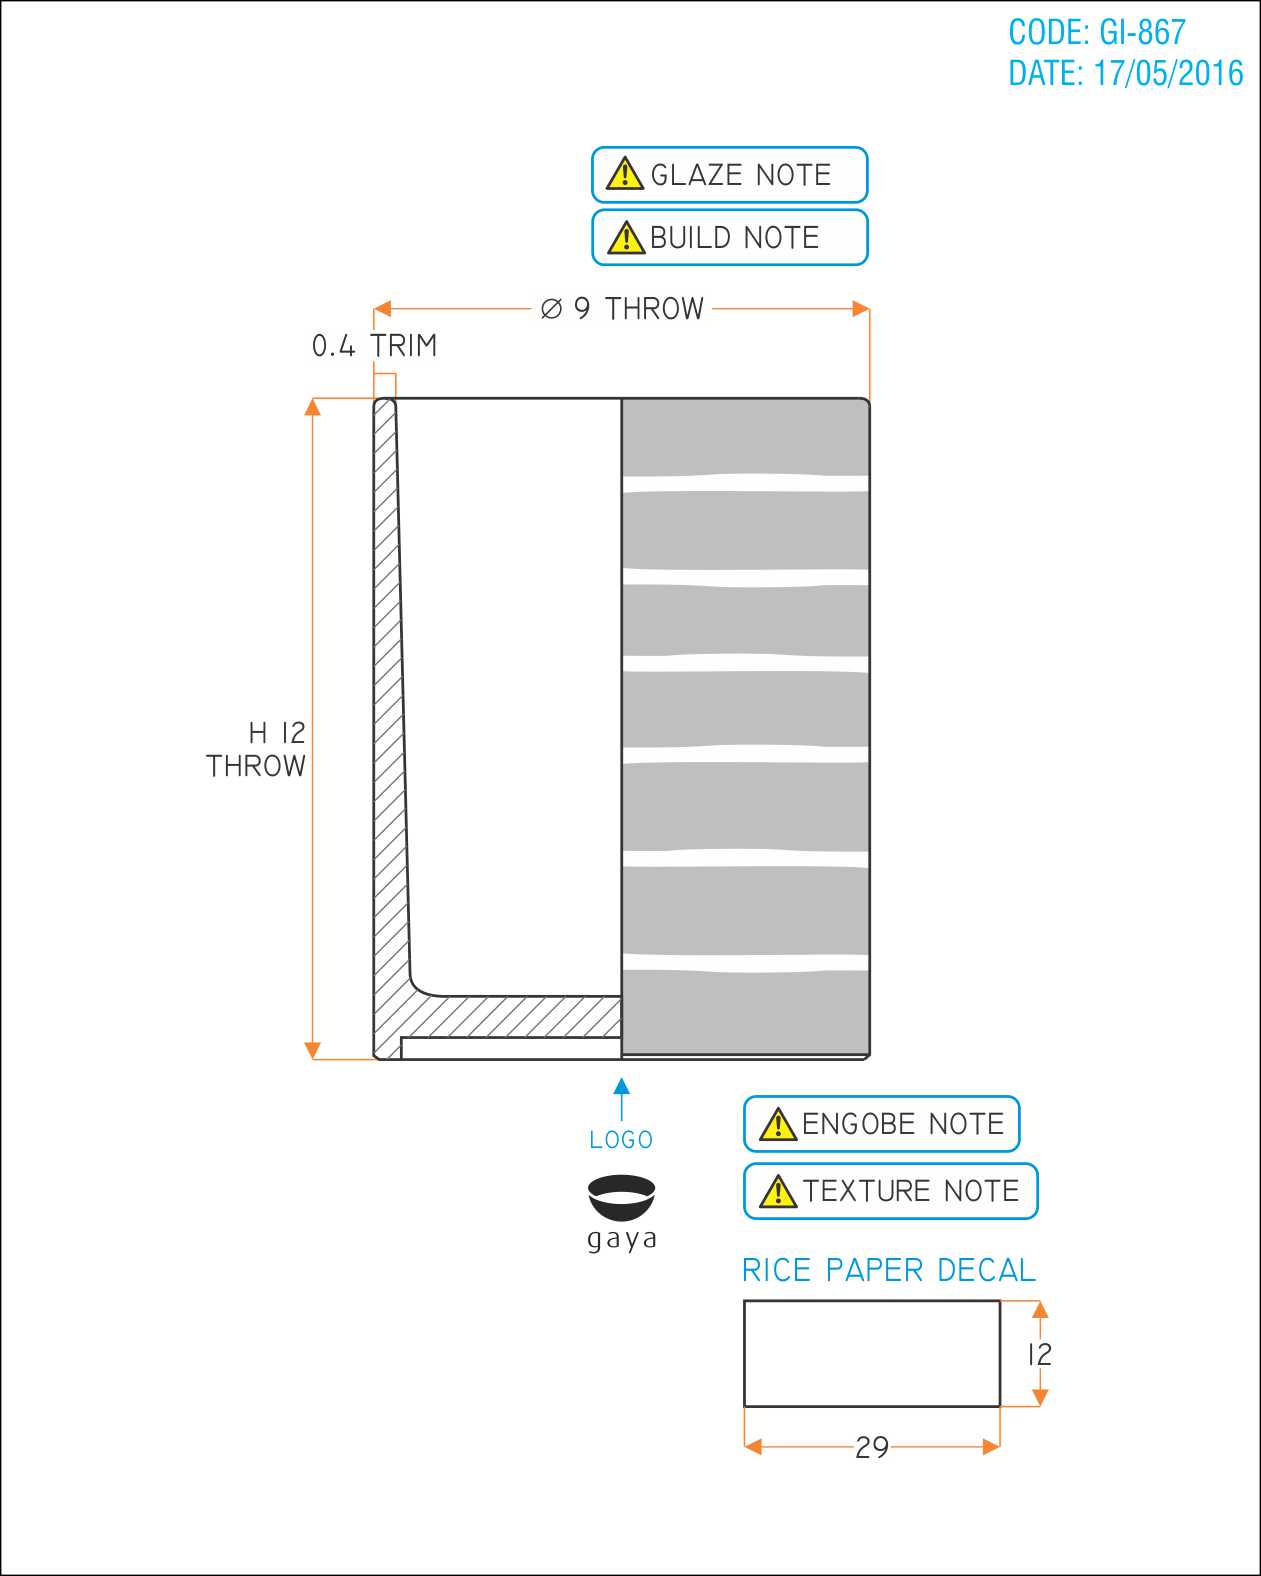 CODE: GI-867
DATE: 17/05/2016
GLAZE NOTE
BUILD NOTE
Ø 9 THROW
0.4 TRIM
H 12
THROW
LOGO
gaya
ENGOBE NOTE
TEXTURE NOTE
RICE PAPER DECAL
12
29